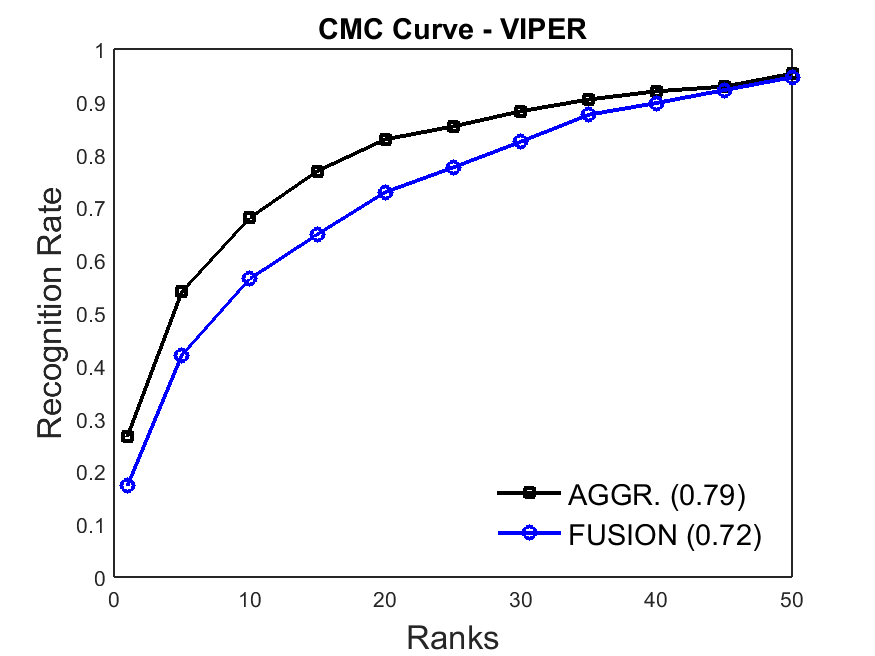 CMC Curve - VIPER
1
0.9
0.8
0.7
0.6
0.5
0.4
0.3
0.2
0.1
0
Recognition Rate
AGGR. (0.79)
FUSION (0.72)
0 10 20 30 40 50
Ranks